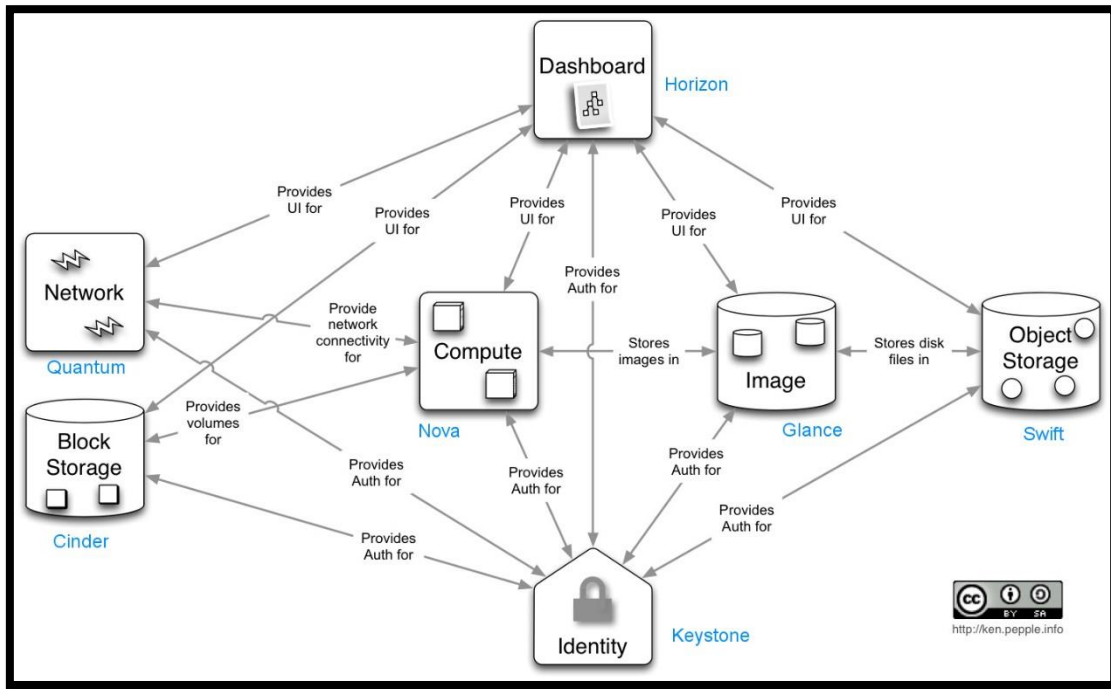 Dashboard
Horizon
Provides
UI for
Provides
UI for
Provides
UI for
Provides
UI for
Provides
UI for
Network
Quantum
Provide
network
connectivity
for
Provides
Auth for
Compute
Nova
Stores
images in
Image
Glance
Stores disk
files in
Object
Storage
Swift
Block
Storage
Cinder
Provides
volumes
for
Provides
Auth for
Provides
Auth for
Provides
Auth for
Provides
Auth for
Provides
Auth for
Identity
Keystone
cc
BY SA
http://ken.pepple.info